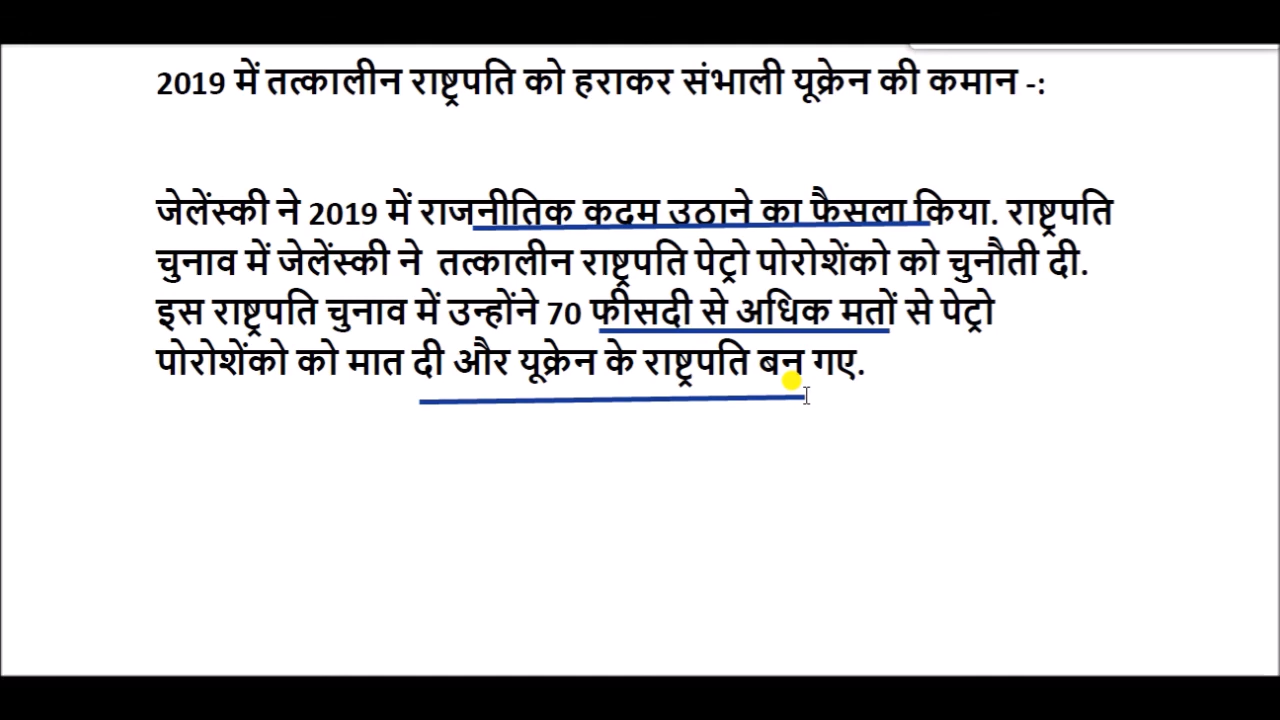 2019 में तत्कालीन राष्ट्रपति को हराकर संभाली यूक्रेन की कमान -:
जेलेंस्की ने 2019 में राजनीतिक कदम उठाने का फैसला किया. राष्ट्रपति
चुनाव में जेलेंस्की ने तत्कालीन राष्ट्रपति पेट्रो पोरोशेंको को चुनौती दी.
इस राष्ट्रपति चुनाव में उन्होंने 70 फीसदी से अधिक मतों से पेट्रो
पोरोशेंको को मात दी और यूक्रेन के राष्ट्रपति बन गए.